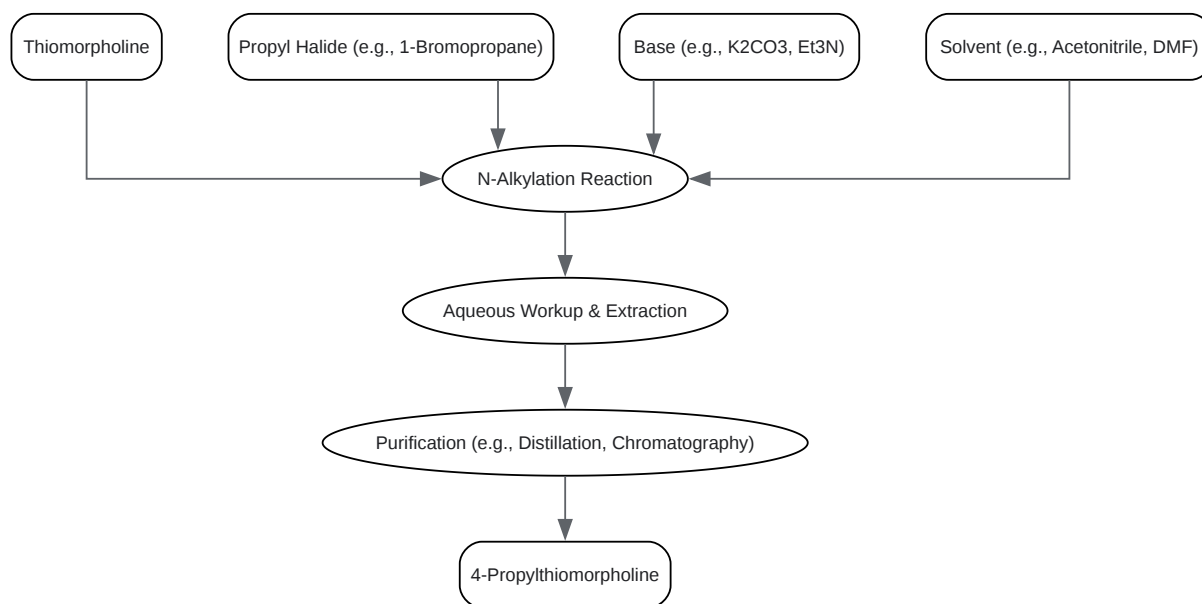 Thiomorpholine
Propyl Halide (e.g., 1-Bromopropane)
Base (e.g., K2CO3, Et3N)
Solvent (e.g., Acetonitrile, DMF)
N-Alkylation Reaction
Aqueous Workup & Extraction
Purification (e.g., Distillation, Chromatography)
4-Propylthiomorpholine